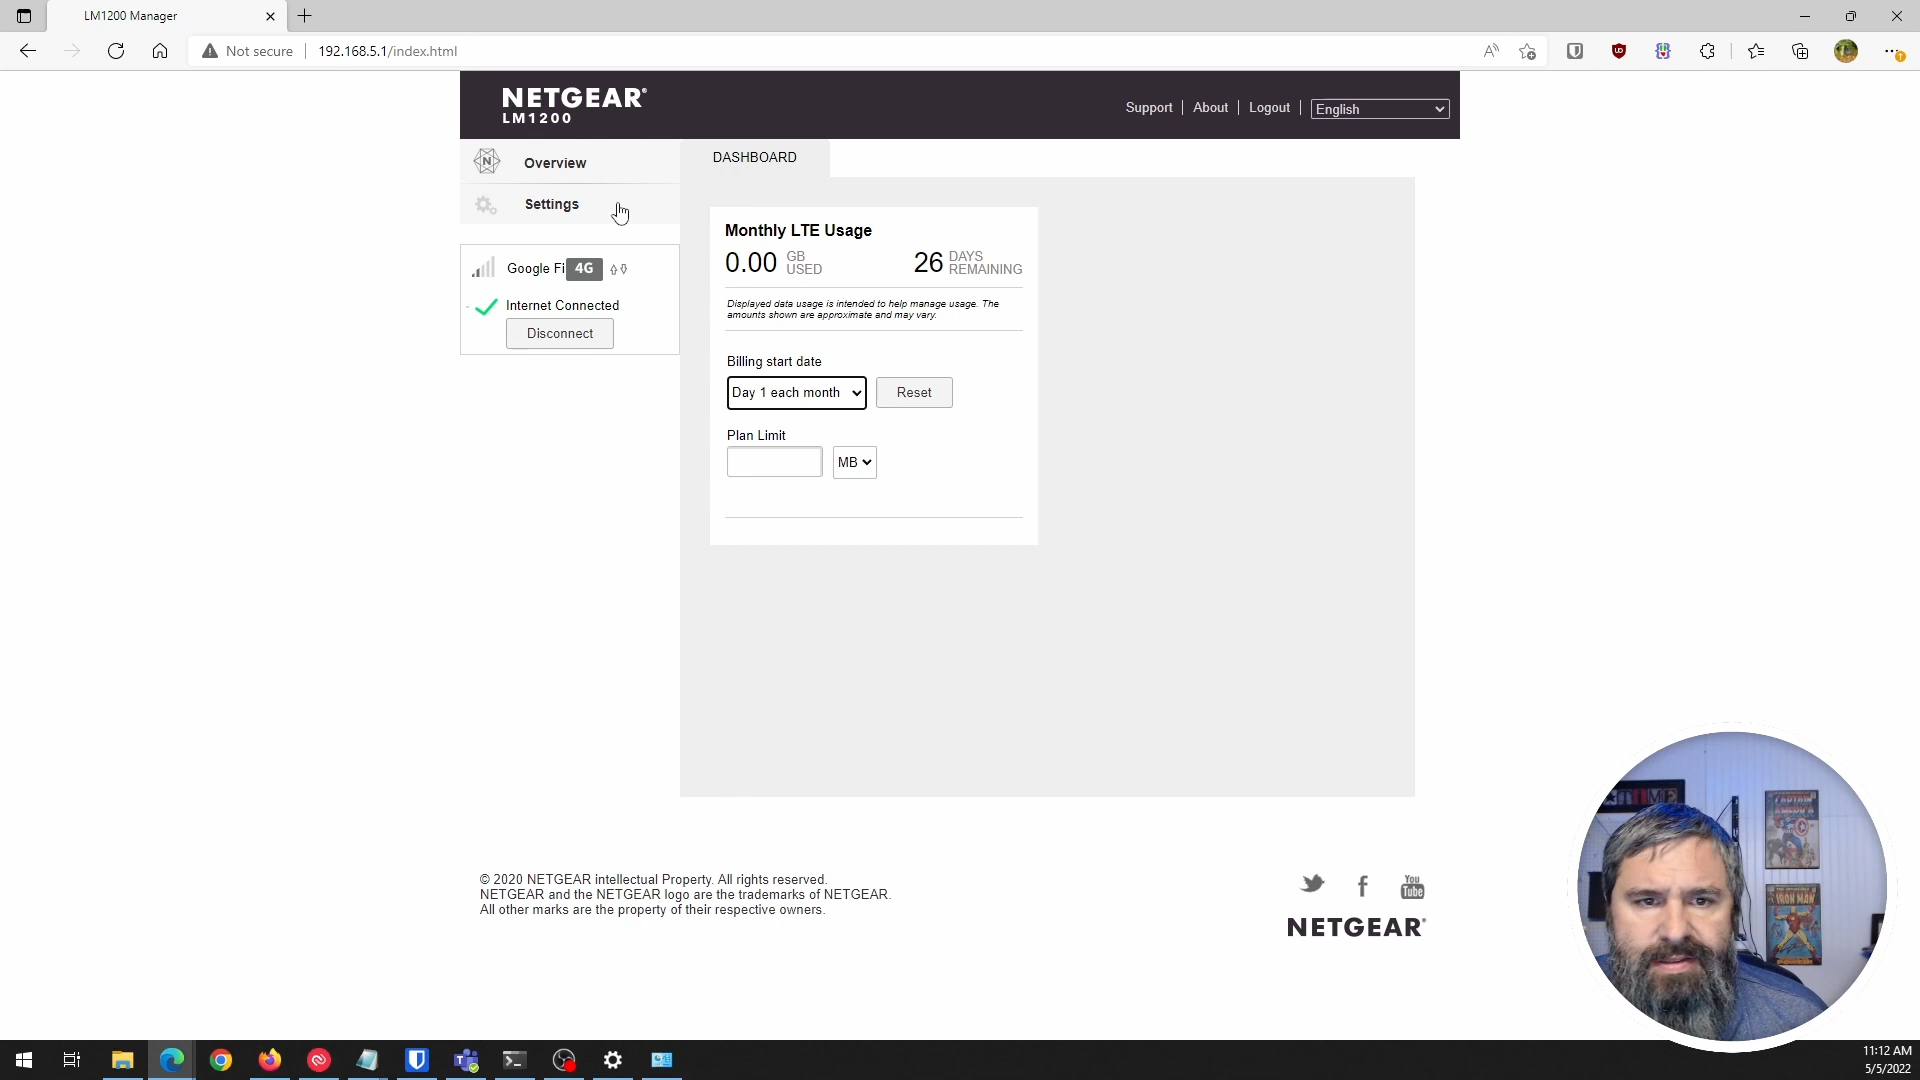 LM1200 Manager
Not secure
192.168.5.1/index.html
NETGEAR®
LM1200
Support | About | Logout | English
Overview
DASHBOARD
Settings
Google Fi 4G
Internet Connected
Disconnect
Monthly LTE Usage
0.00 GB USED
26 DAYS REMAINING
Displayed data usage is intended to help manage usage. The
amounts shown are approximate and may vary.
Billing start date
Day 1 each month
Reset
Plan Limit
MB
© 2020 NETGEAR intellectual Property. All rights reserved.
NETGEAR and the NETGEAR logo are the trademarks of NETGEAR.
All other marks are the property of their respective owners.
You
Tube
NETGEAR®
CAPTAIN
AMERICA
IRON MAN
11:12 AM
5/5/2022